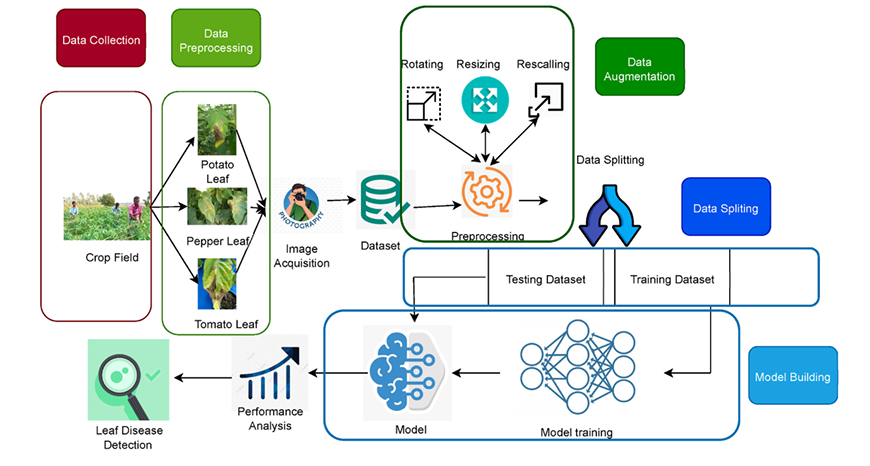 Data Collection
Data
Preprocessing
Rotating
Resizing
Rescalling
Data
Augmentation
Potato
Leaf
Pepper Leaf
Tomato Leaf
Crop Field
PHOTOGRAPHY
Image
Acquisition
Dataset
Preprocessing
Data Splitting
Data Spliting
Testing Dataset
Training Dataset
Model Building
Model training
Model
Performance
Analysis
Leaf Disease
Detection